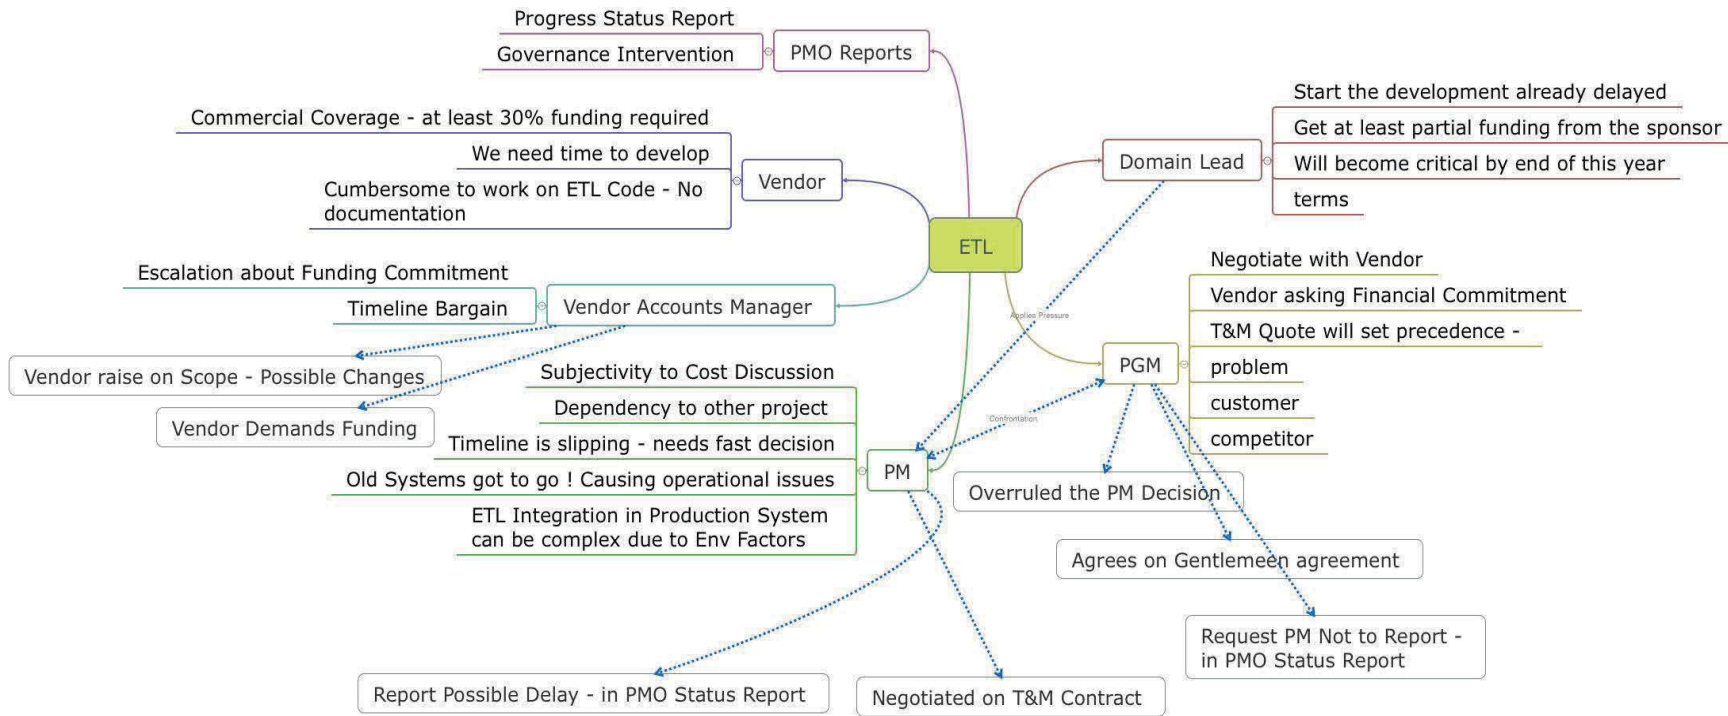 Progress Status Report
Governance Intervention
PMO Reports
Commercial Coverage - at least 30% funding required
We need time to develop
Cumbersome to work on ETL Code - No
documentation
Vendor
Escalation about Funding Commitment
Timeline Bargain
Vendor Accounts Manager
Vendor raise on Scope - Possible Changes
Vendor Demands Funding
ETL
Start the development already delayed
Get at least partial funding from the sponsor
Will become critical by end of this year
terms
Domain Lead
Applies Pressure
Negotiate with Vendor
Vendor asking Financial Commitment
T&M Quote will set precedence -
problem
customer
competitor
PGM
Confrontation
Subjectivity to Cost Discussion
Dependency to other project
Timeline is slipping - needs fast decision
Old Systems got to go ! Causing operational issues
ETL Integration in Production System
can be complex due to Env Factors
PM
Overruled the PM Decision
Agrees on Gentlemeen agreement
Request PM Not to Report -
in PMO Status Report
Report Possible Delay - in PMO Status Report
Negotiated on T&M Contract